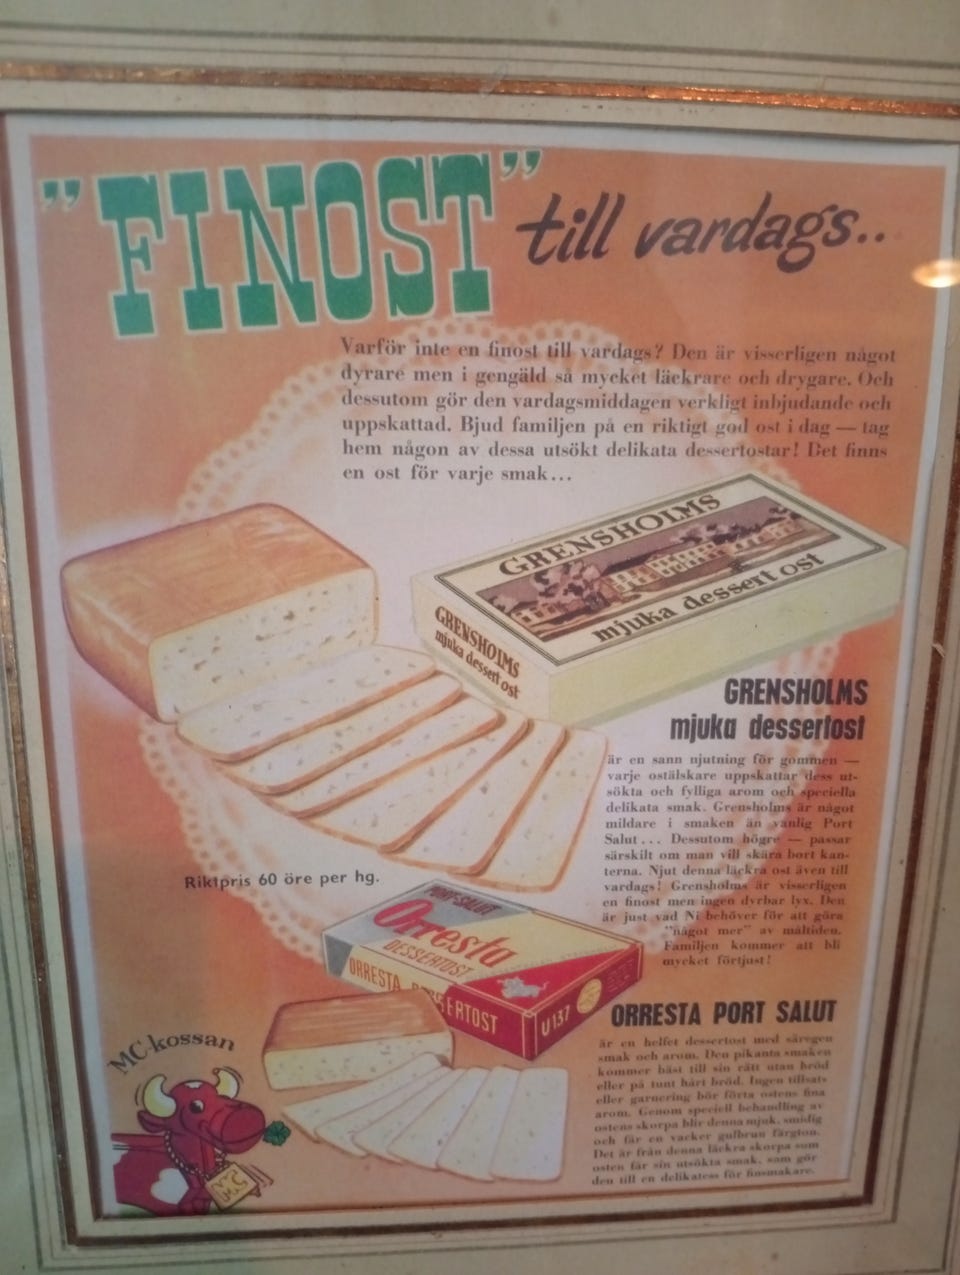 "FINOST" till vardags..
Varför inte en finost till vardags? Den är visserligen något
dyrare men i gengäld så mycket läckrare och drygare. Och
dessutom gör den vardagsmiddagen verkligt inbjudande och
uppskattad. Bjud familjen på en riktigt god ost i dag — tag
hem någon av dessa utsökt delikata dessertostar! Det finns
en ost för varje smak...
GRENSHOLMS
mjuka dessert ost
GRENSHOLMS
mjuka dessert ost
GRENSHOLMS
mjuka dessertost
är en sann njutning för gommen —
varje ostälskare uppskattar dess ut-
sökta och fylliga arom och speciella
delikata smak. Grensholms är något
mildare i smaken än vanlig Port
Salut... Dessutom högre — passar
särskilt om man vill skära bort kan-
terna. Njut denna läckra ost även till
vardags! Grensholms är visserligen
en finost men ingen dyrbar lyx. Den
är just vad Ni behöver för att göra
"något mer" av måltiden.
Familjen kommer att bli
mycket förtjust!
Riktpris 60 öre per hg.
PORT-SALUT
Orresta
DESSERTOST
ORRESTA DESSERTOST
U137
ORRESTA PORT SALUT
är en helfet dessertost med säregen
smak och arom. Den pikanta smaken
kommer bäst till sin rätt utan bröd
eller på tunt hårt bröd. Ingen tillsats
eller garnering bör förta ostens fina
arom. Genom speciell behandling av
ostens skorpa blir denna mjuk, smidig
och får en vacker gulbrun färgton.
Det är från denna läckra skorpa som
osten får sin utsökta smak, som gör
den till en delikatess för finsmakare.
MC-kossan
MC